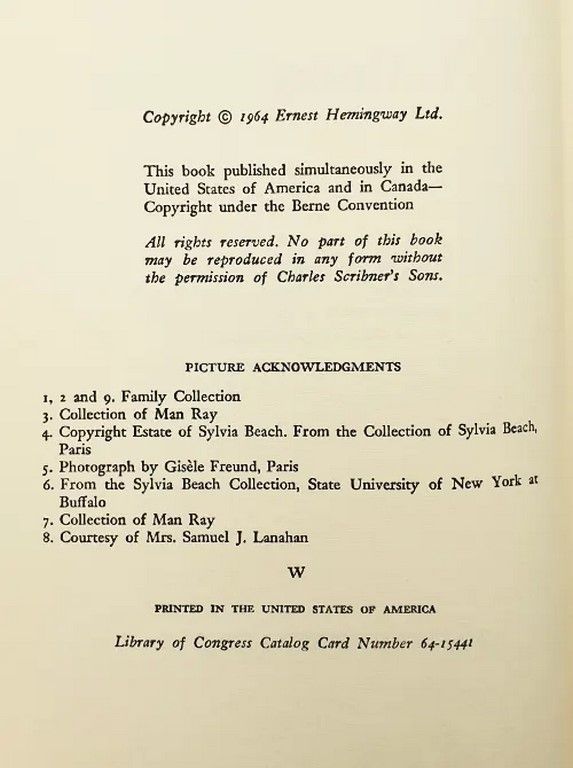 Copyright © 1964 Ernest Hemingway Ltd.
This book published simultaneously in the
United States of America and in Canada—
Copyright under the Berne Convention
All rights reserved. No part of this book
may be reproduced in any form without
the permission of Charles Scribner's Sons.
PICTURE ACKNOWLEDGMENTS
1, 2 and 9. Family Collection
3. Collection of Man Ray
4. Copyright Estate of Sylvia Beach. From the Collection of Sylvia Beach,
Paris
5. Photograph by Gisèle Freund, Paris
6. From the Sylvia Beach Collection, State University of New York at
Buffalo
7. Collection of Man Ray
8. Courtesy of Mrs. Samuel J. Lanahan
W
PRINTED IN THE UNITED STATES OF AMERICA
Library of Congress Catalog Card Number 64-15441